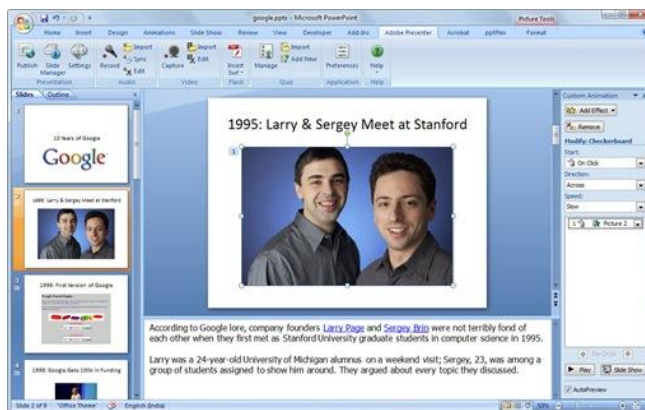 google.pptx - Microsoft PowerPoint
Picture Tools
Home Insert Design Animations Slide Show Review View Developer Add-Ins Adobe Presenter Acrobat pptPlex Format
Publish Slide Manager Settings
Presentation
Record Import Sync Edit
Audio
Capture Import Edit
Video
Insert Swf
Flash
Manage Import Add New
Quiz
Preferences
Application
Help
Help
Slides Outline
10 Years of Google
Google
1995: Larry & Sergey Meet at Stanford
1996: First Version of Google
1998: Google Gets 100k in Funding
1995: Larry & Sergey Meet at Stanford
1
According to Google lore, company founders Larry Page and Sergey Brin were not terribly fond of
each other when they first met as Stanford University graduate students in computer science in 1995.
Larry was a 24-year-old University of Michigan alumnus on a weekend visit; Sergey, 23, was among a
group of students assigned to show him around. They argued about every topic they discussed.
Custom Animation
Add Effect
Remove
Modify: Checkerboard
Start:
On Click
Direction:
Across
Speed:
Slow
1 Picture 2
Re-Order
Play Slide Show
AutoPreview
Slide 2 of 9 "Office Theme" English (India) 58%